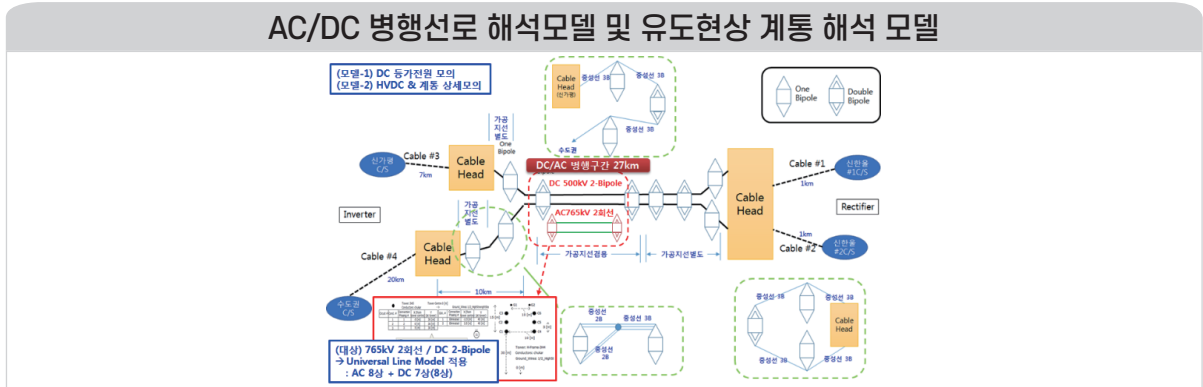 AC/DC 병행선로 해석모델 및 유도현상 계통 해석 모델
(모델-1) DC 등가전원 모의
(모델-2) HVDC & 계통 상세모의
Cable
Head
(신가평)
중성선 3B
중성선 3B
중성선 3B
중성선 3B
수도권
One
Bipole
Double
Bipole
가공
지선
별도
One
Bipole
신가평
C/S
Cable #3
7km
Cable
Head
DC/AC 병행구간 27km
DC 500kV 2-Bipole
AC765kV 2회선
Cable
Head
Cable #1
1km
신한울
#1C/S
Rectifier
1km
Cable #2
신한울
#2C/S
Inverter
가공
지선
별도
Cable #4
20km
Cable
Head
가공지선겸용
가공지선별도
10km
수도권
C/S
중성선
2B
중성선 3B
중성선
2B
중성선
3B
중성선 3B
Cable
Head
중성선 3B
중성선 3B
(대상) 765kV 2회선 / DC 2-Bipole
→ Universal Line Model 적용
: AC 8상 + DC 7상(8상)